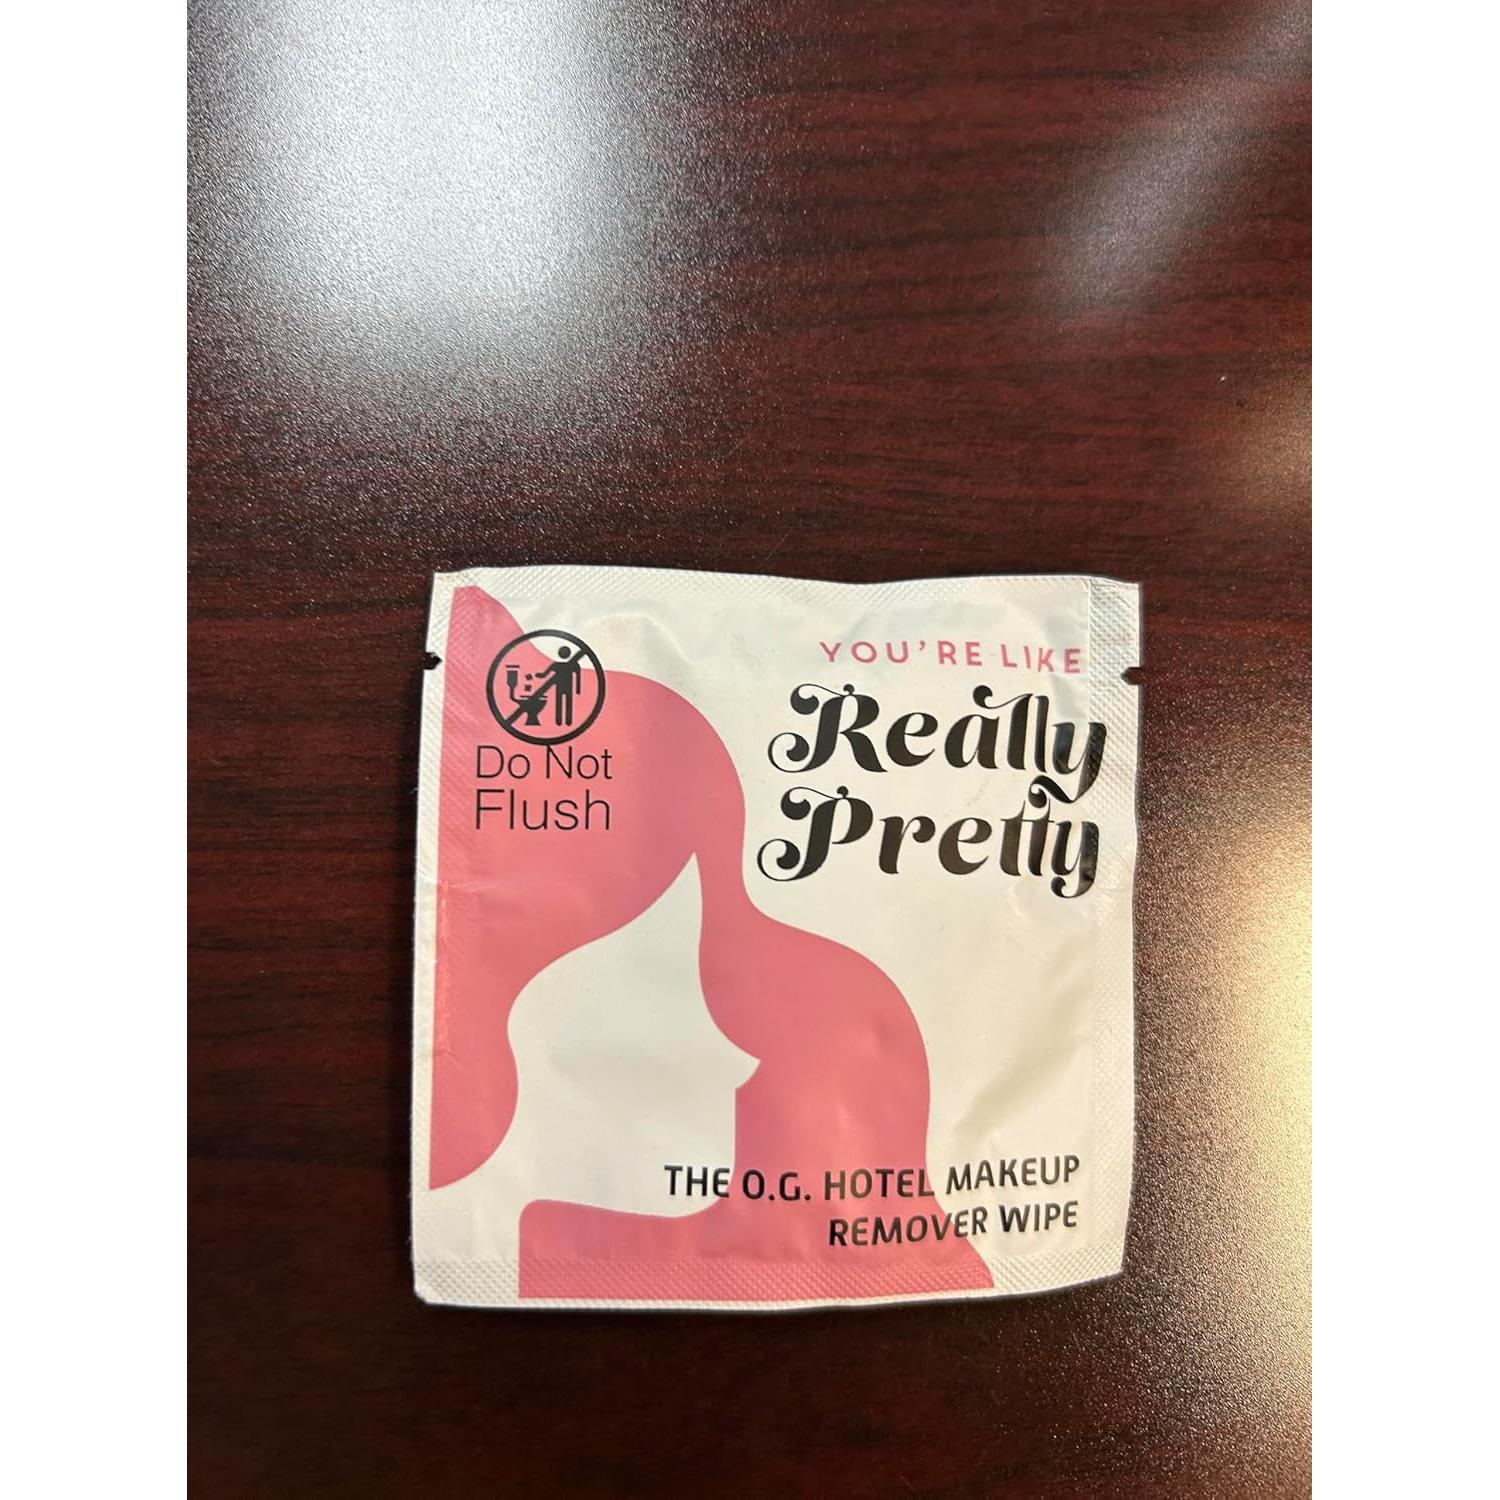 Do Not
Flush
YOU'RE LIKE
Really
Pretty
THE O.G. HOTEL MAKEUP
REMOVER WIPE